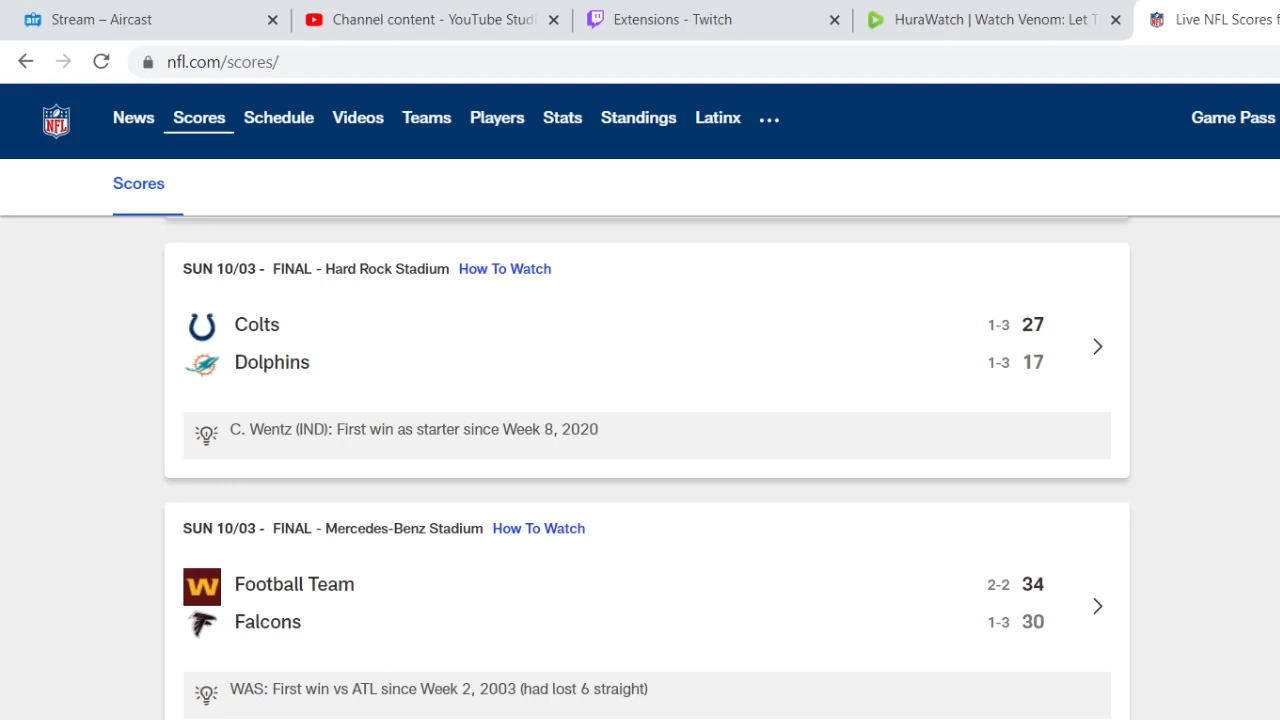 Stream – Aircast
Channel content - YouTube Studi
Extensions - Twitch
HuraWatch | Watch Venom: Let T
Live NFL Scores f
nfl.com/scores/
NFL
News Scores Schedule Videos Teams Players Stats Standings Latinx ... Game Pass
Scores
SUN 10/03 - FINAL - Hard Rock Stadium How To Watch
Colts 1-3 27
Dolphins 1-3 17
C. Wentz (IND): First win as starter since Week 8, 2020
SUN 10/03 - FINAL - Mercedes-Benz Stadium How To Watch
W Football Team 2-2 34
Falcons 1-3 30
WAS: First win vs ATL since Week 2, 2003 (had lost 6 straight)